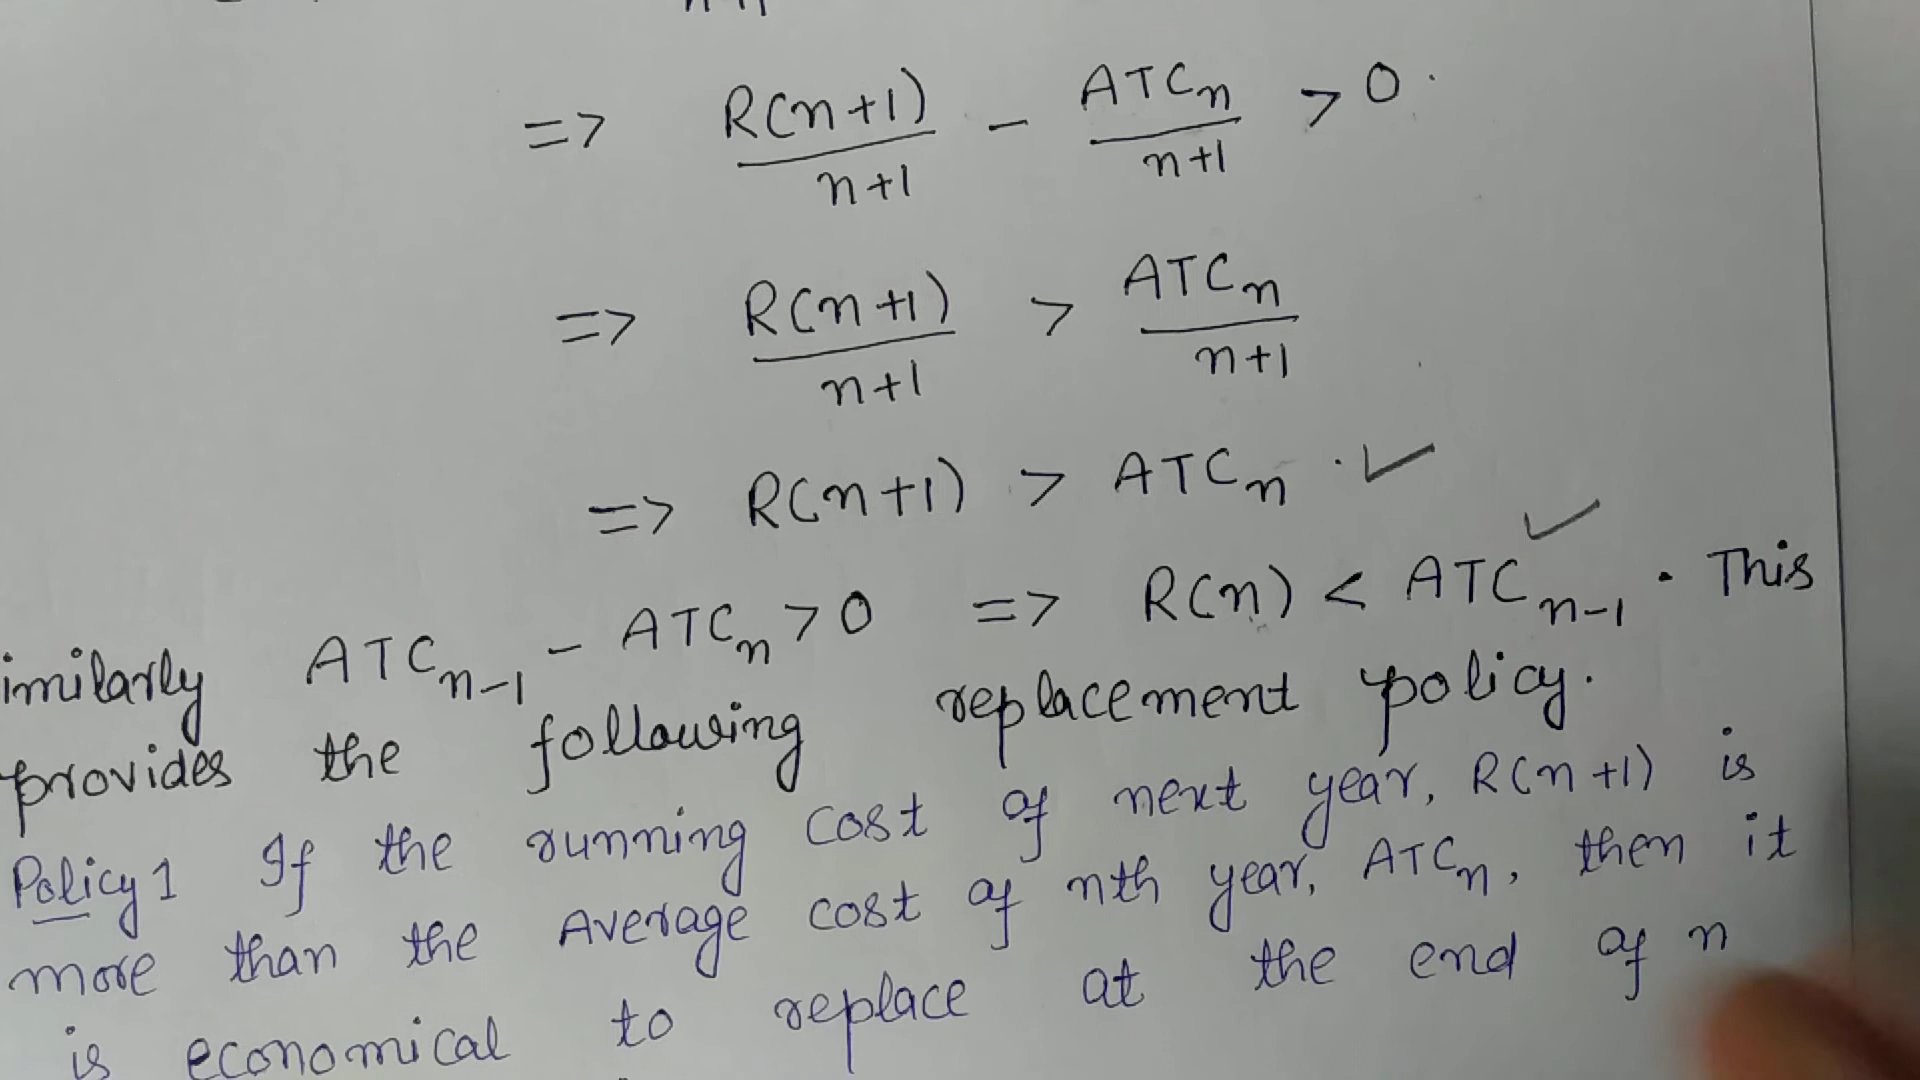 => R(n+1)/n+1 - ATCn/n+1 > 0.
=> R(n+1)/n+1 > ATCn/n+1
=> R(n+1) > ATCn . ✓
imilarly ATCn-1 - ATCn > 0 => R(n) < ATCn-1 . This ✓
provides the following replacement policy.
Policy 1 If the running cost of next year, R(n+1) is
more than the Average cost of nth year, ATCn, then it
is economical to replace at the end of n